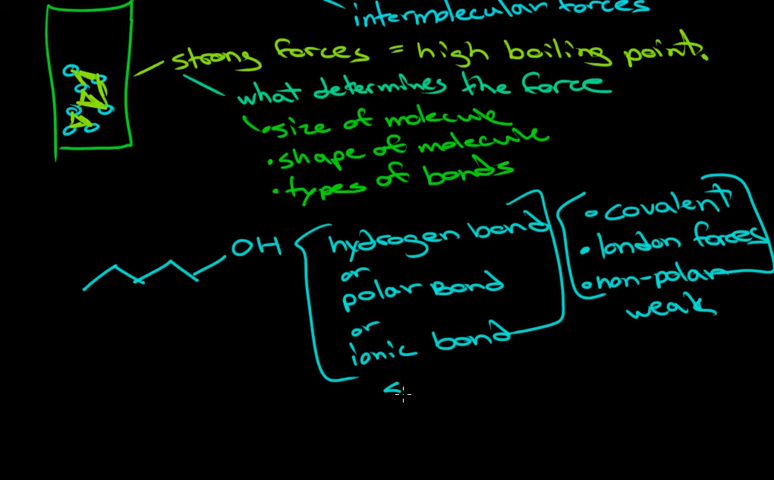 intermolecular forces
strong forces = high boiling point.
what determines the force
• size of molecule
• shape of molecule
• types of bonds
OH
hydrogen bond
or
polar Bond
or
ionic bond
s
• covalent
• london forces
• non-polar
weak